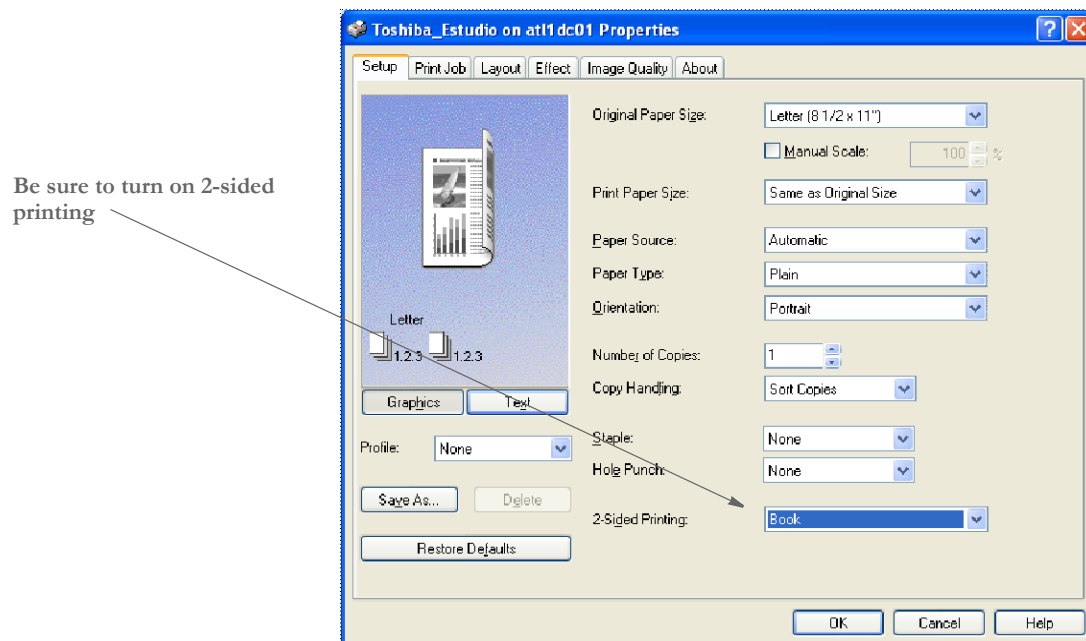 Toshiba_Estudio on atl1dc01 Properties
Setup Print Job Layout Effect Image Quality About
Original Paper Size: Letter (8 1/2 x 11")
Manual Scale: 100 %
Be sure to turn on 2-sided
printing
Print Paper Size: Same as Original Size
Paper Source: Automatic
Paper Type: Plain
Orientation: Portrait
Letter
1.2.3 1.2.3
Number of Copies: 1
Copy Handling: Sort Copies
Graphics Text
Profile: None
Staple: None
Hole Punch: None
Save As... Delete
2-Sided Printing: Book
Restore Defaults
OK Cancel Help